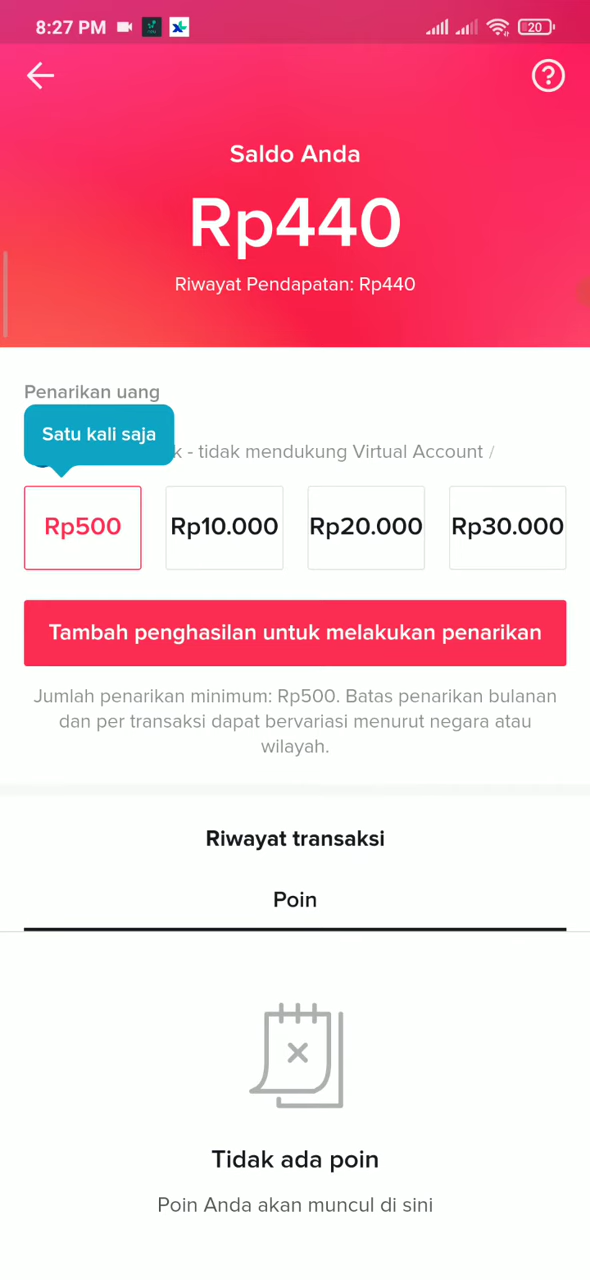 8:27 PM
20
Saldo Anda
Rp440
Riwayat Pendapatan: Rp440
Penarikan uang
Satu kali saja
- tidak mendukung Virtual Account /
Rp500 Rp10.000 Rp20.000 Rp30.000
Tambah penghasilan untuk melakukan penarikan
Jumlah penarikan minimum: Rp500. Batas penarikan bulanan
dan per transaksi dapat bervariasi menurut negara atau
wilayah.
Riwayat transaksi
Poin
Tidak ada poin
Poin Anda akan muncul di sini